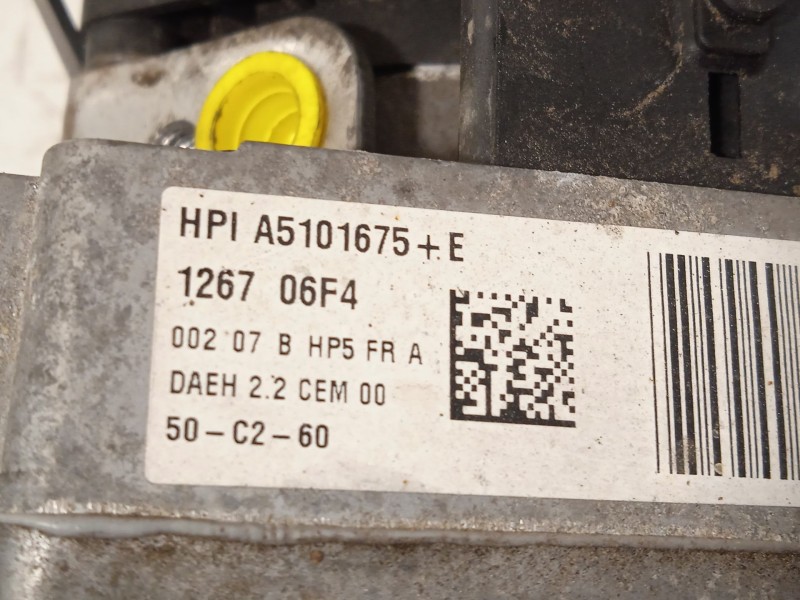 HPI A5101675+E
1267 06F4
002 07 B HP5 FR A
DAEH 2.2 CEM 00
50-C2-60